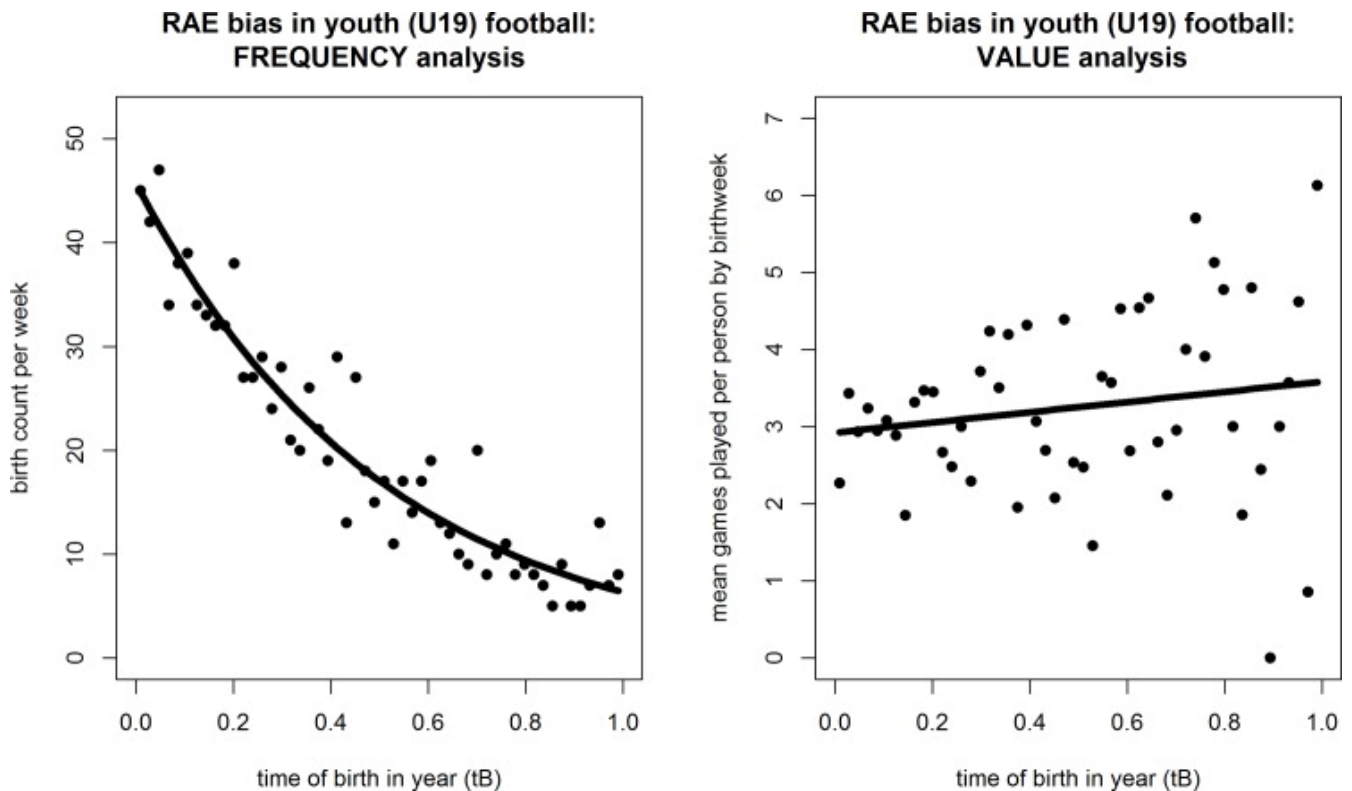 RAE bias in youth (U19) football:
FREQUENCY analysis
50
40
30
20
10
0
birth count per week
0.0 0.2 0.4 0.6 0.8 1.0
time of birth in year (tB)
RAE bias in youth (U19) football:
VALUE analysis
7
6
5
4
3
2
1
0
mean games played per person by birthweek
0.0 0.2 0.4 0.6 0.8 1.0
time of birth in year (tB)